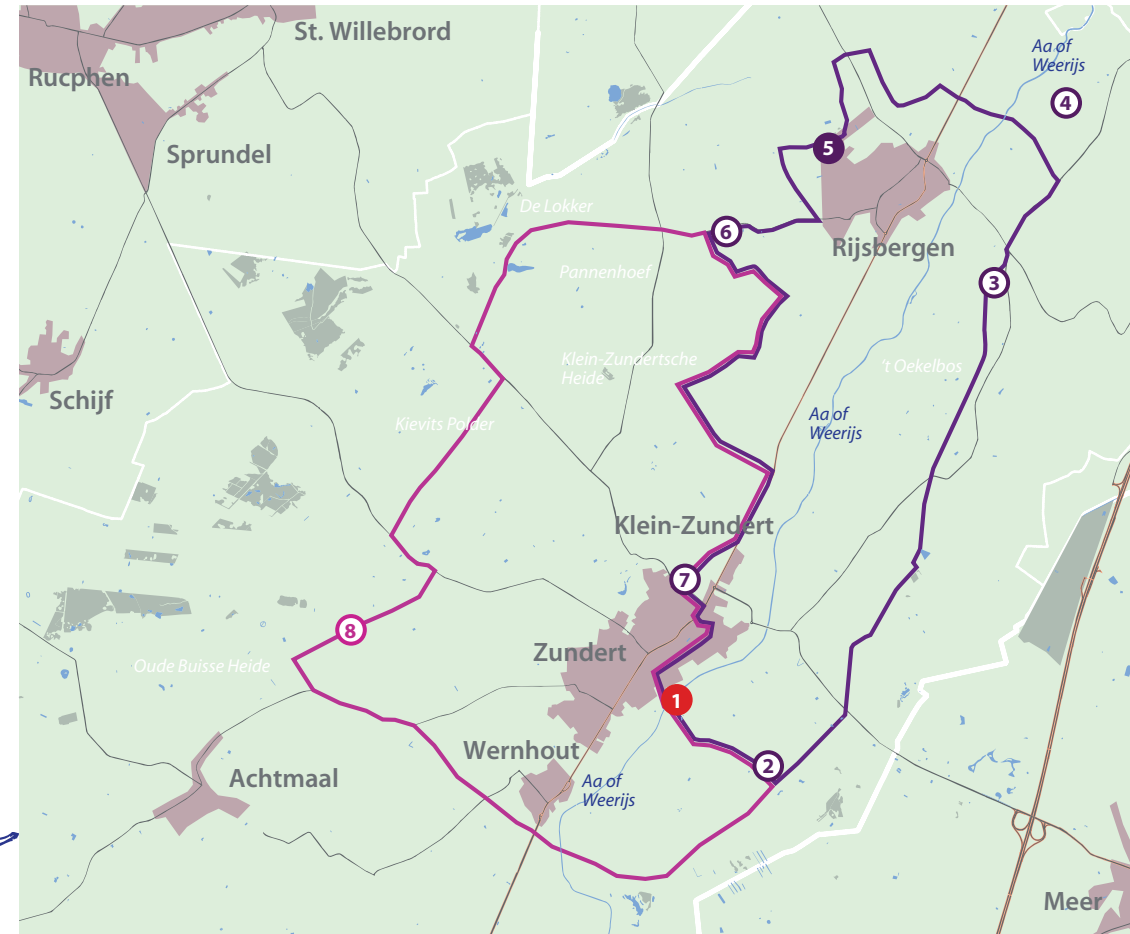 St. Willebrord
Rucphen
Aa of
Weerijs
4
Sprundel
5
De Lokker
6
Rijsbergen
Pannenhoef
3
Klein-Zundertsche
Heide
't Oekelbos
Schijf
Kievits Polder
Aa of
Weerijs
Klein-Zundert
7
8
Zundert
Oude Buisse Heide
1
Wernhout
2
Achtmaal
Aa of
Weerijs
Meer